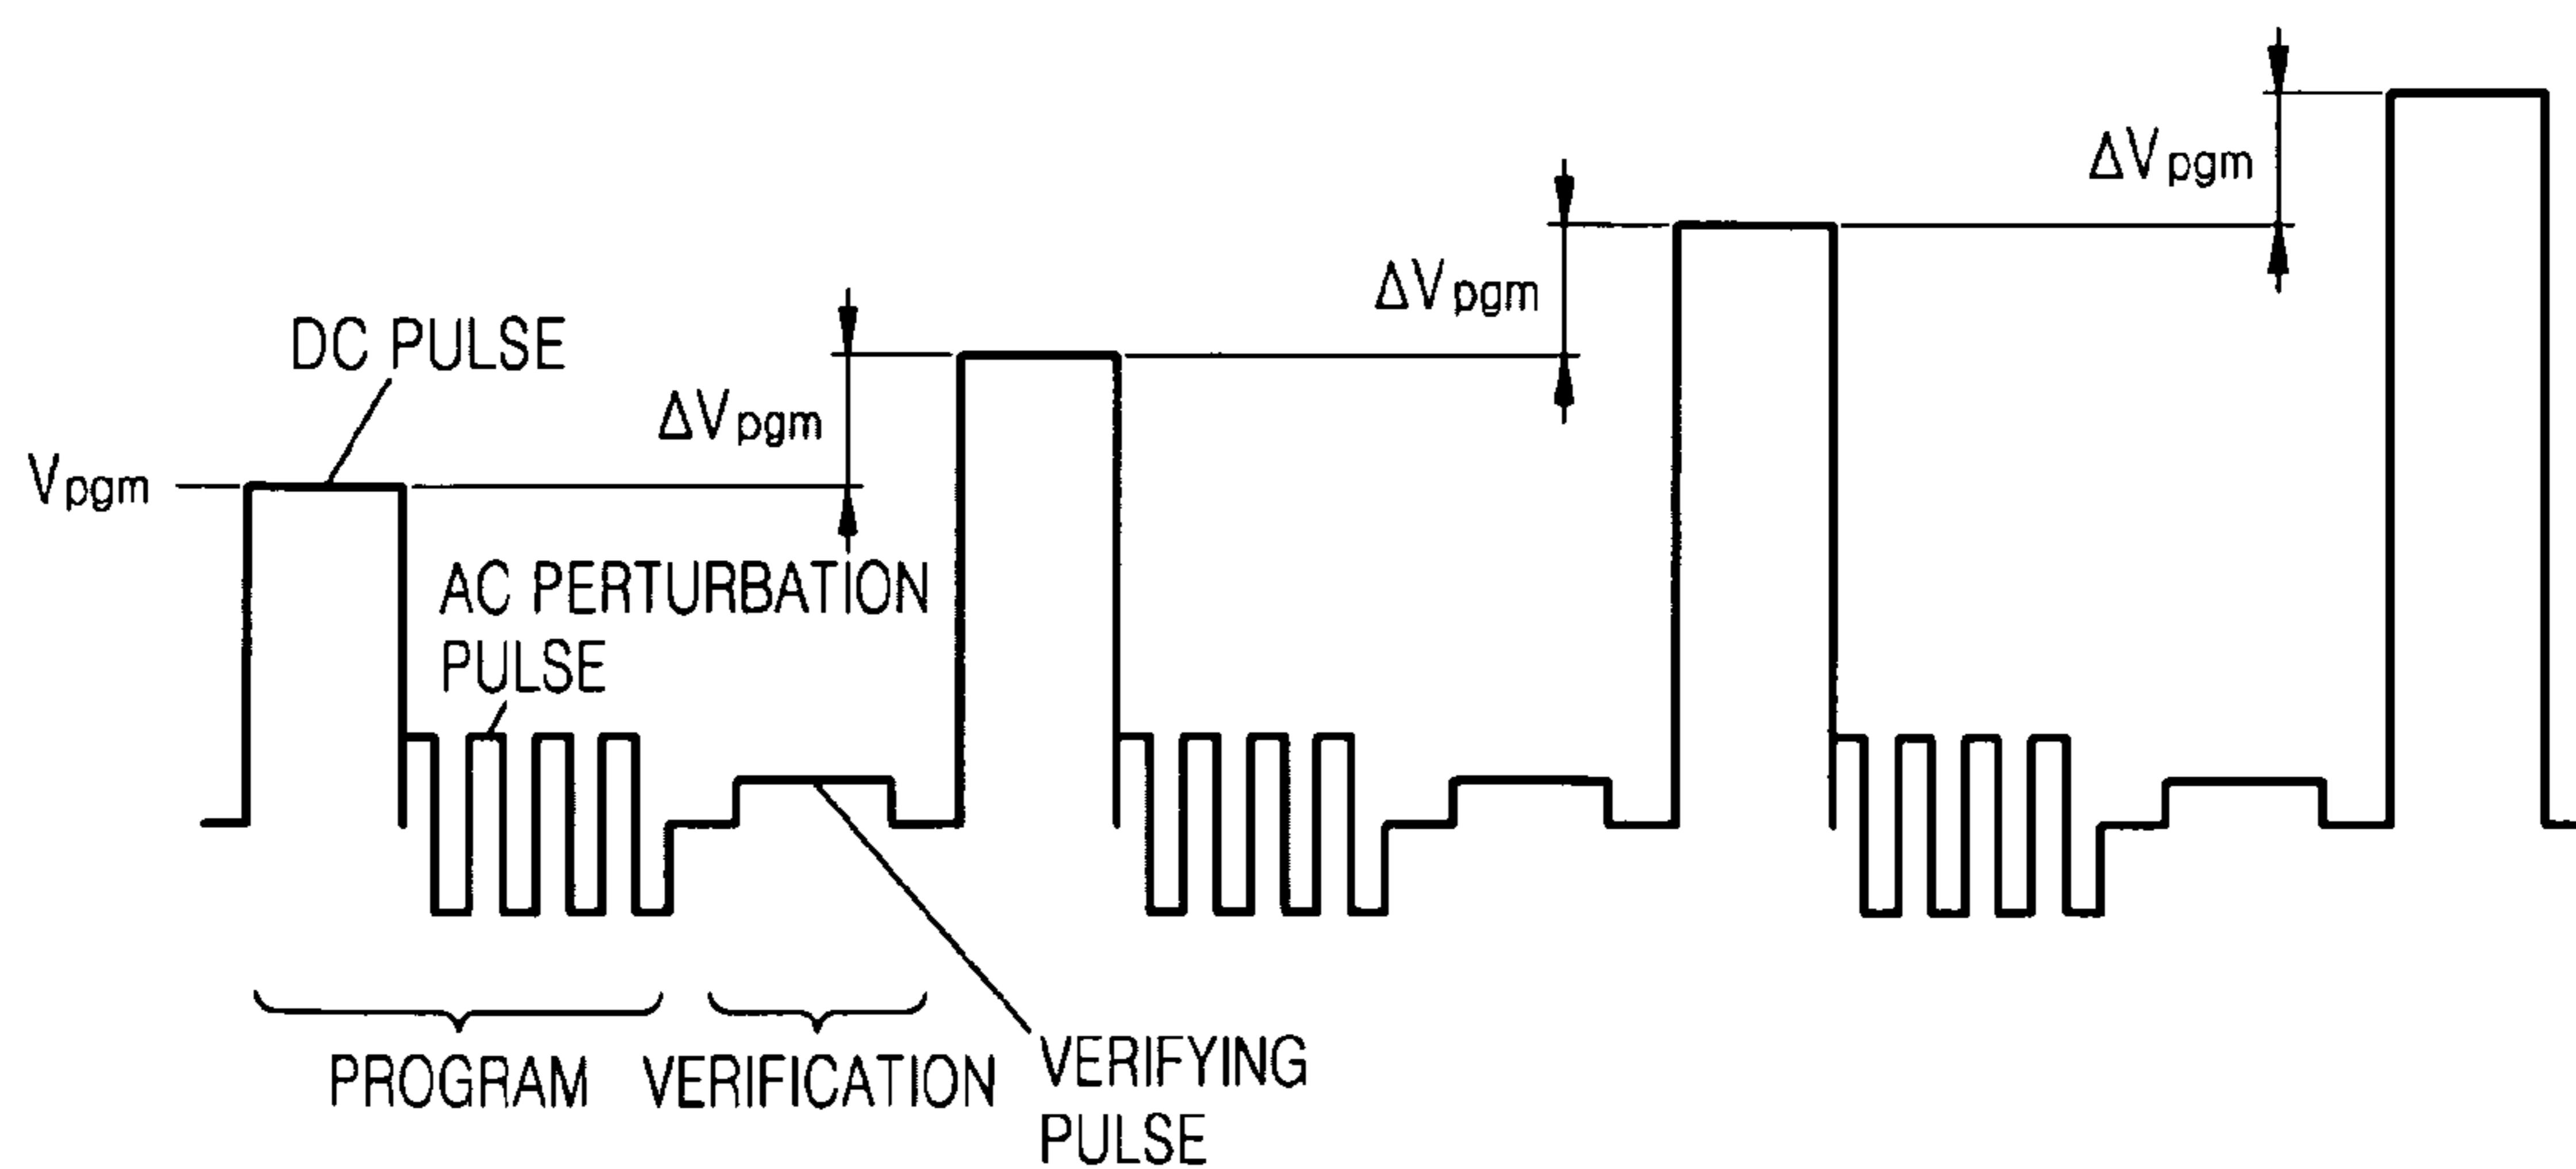 ΔVpgm
ΔVpgm
DC PULSE
ΔVpgm
Vpgm
AC PERTURBATION
PULSE
PROGRAM
VERIFICATION
VERIFYING
PULSE